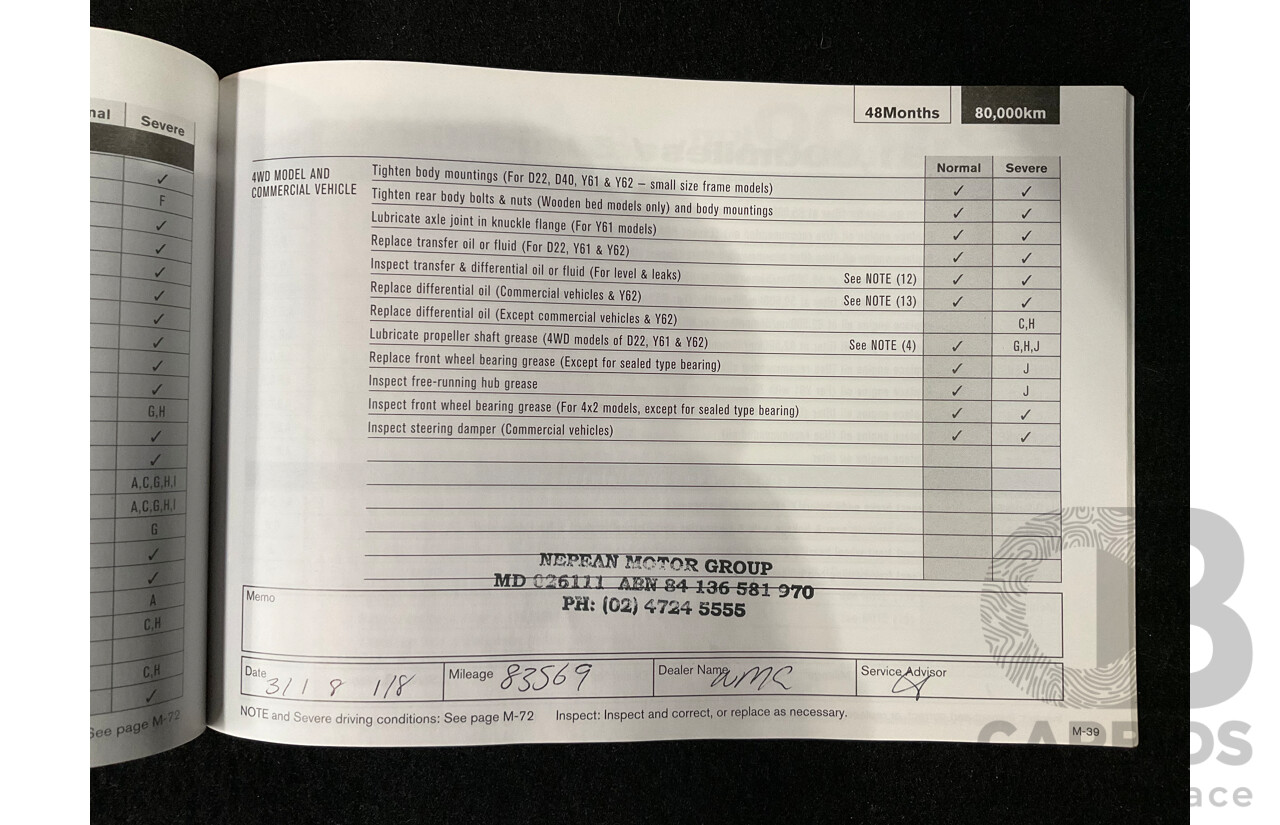 nal Severe
✓
F
✓
✓
✓
✓
✓
✓
✓
✓
G,H
✓
✓
A,C,G,H,I
A,C,G,H,I
G
✓
✓
A
C,H
C,H
✓
See page M-72
48Months 80,000km
Normal Severe
4WD MODEL AND COMMERCIAL VEHICLE
Tighten body mountings (For D22, D40, Y61 & Y62 – small size frame models) ✓ ✓
Tighten rear body bolts & nuts (Wooden bed models only) and body mountings ✓ ✓
Lubricate axle joint in knuckle flange (For Y61 models) ✓ ✓
Replace transfer oil or fluid (For D22, Y61 & Y62) ✓ ✓
Inspect transfer & differential oil or fluid (For level & leaks) See NOTE (12) ✓ ✓
Replace differential oil (Commercial vehicles & Y62) See NOTE (13) ✓ ✓
Replace differential oil (Except commercial vehicles & Y62) C,H
Lubricate propeller shaft grease (4WD models of D22, Y61 & Y62) See NOTE (4) ✓ G,H,J
Replace front wheel bearing grease (Except for sealed type bearing) ✓ J
Inspect free-running hub grease ✓ J
Inspect front wheel bearing grease (For 4x2 models, except for sealed type bearing) ✓ ✓
Inspect steering damper (Commercial vehicles) ✓ ✓
NEPEAN MOTOR GROUP
MD 026111 ABN 84 136 581 970
PH: (02) 4724 5555
Memo
Date 31 8 118 Mileage 83569 Dealer Name NMG Service Advisor
NOTE and Severe driving conditions: See page M-72 Inspect: Inspect and correct, or replace as necessary.
M-39